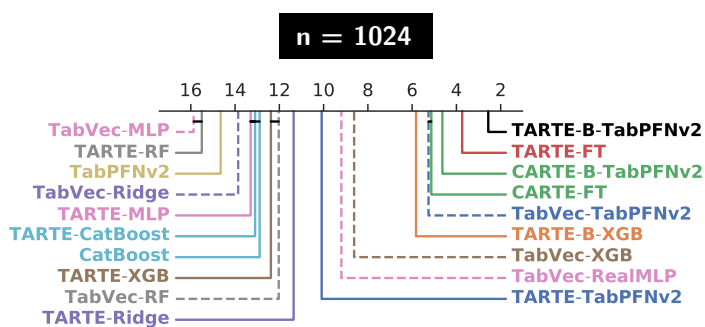 n = 1024
16 14 12 10 8 6 4 2
TabVec-MLP
TARTE-RF
TabPFNv2
TabVec-Ridge
TARTE-MLP
TARTE-CatBoost
CatBoost
TARTE-XGB
TabVec-RF
TARTE-Ridge
TARTE-B-TabPFNv2
TARTE-FT
CARTE-B-TabPFNv2
CARTE-FT
TabVec-TabPFNv2
TARTE-B-XGB
TabVec-XGB
TabVec-RealMLP
TARTE-TabPFNv2